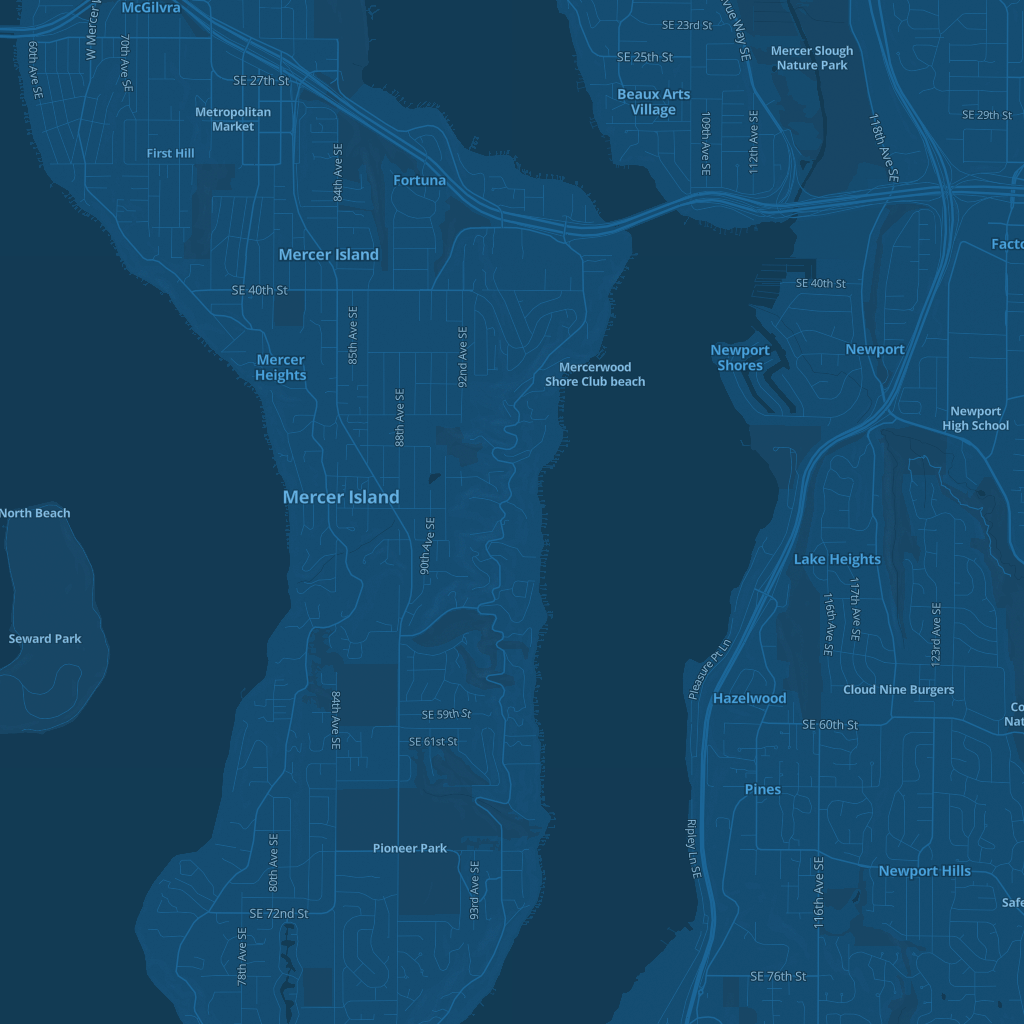 McGilvra
SE 23rd St
vue Way SE
W Mercer
60th Ave SE
70th Ave SE
SE 25th St
Mercer Slough
Nature Park
SE 27th St
Beaux Arts
Village
Metropolitan
Market
109th Ave SE
112th Ave SE
118th Ave SE
SE 29th St
First Hill
84th Ave SE
Fortuna
Mercer Island
Facto
SE 40th St
SE 40th St
85th Ave SE
92nd Ave SE
Mercer
Heights
Mercerwood
Shore Club beach
Newport
Shores
Newport
88th Ave SE
Newport
High School
Mercer Island
North Beach
90th Ave SE
Lake Heights
116th Ave SE
117th Ave SE
123rd Ave SE
Seward Park
Pleasure Pt Ln
Hazelwood
Cloud Nine Burgers
84th Ave SE
SE 59th St
SE 60th St
Co
Nat
SE 61st St
Pines
Pioneer Park
Ripley Ln SE
80th Ave SE
93rd Ave SE
116th Ave SE
Newport Hills
Safe
SE 72nd St
78th Ave SE
SE 76th St